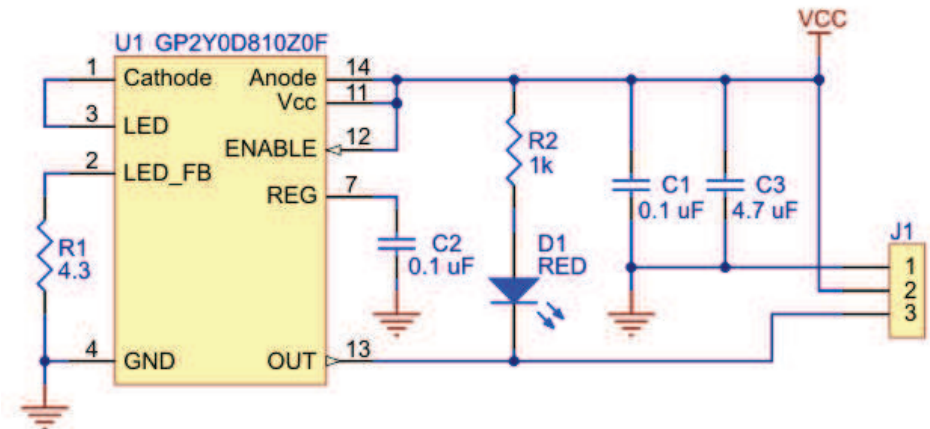 VCC
U1 GP2Y0D810Z0F
1 Cathode Anode 14
Vcc 11
3 LED
ENABLE 12
2 LED_FB
REG 7
R2
1k
C1
0.1 uF
C3
4.7 uF
R1
4.3
C2
0.1 uF
D1
RED
J1
1
2
3
4 GND OUT 13